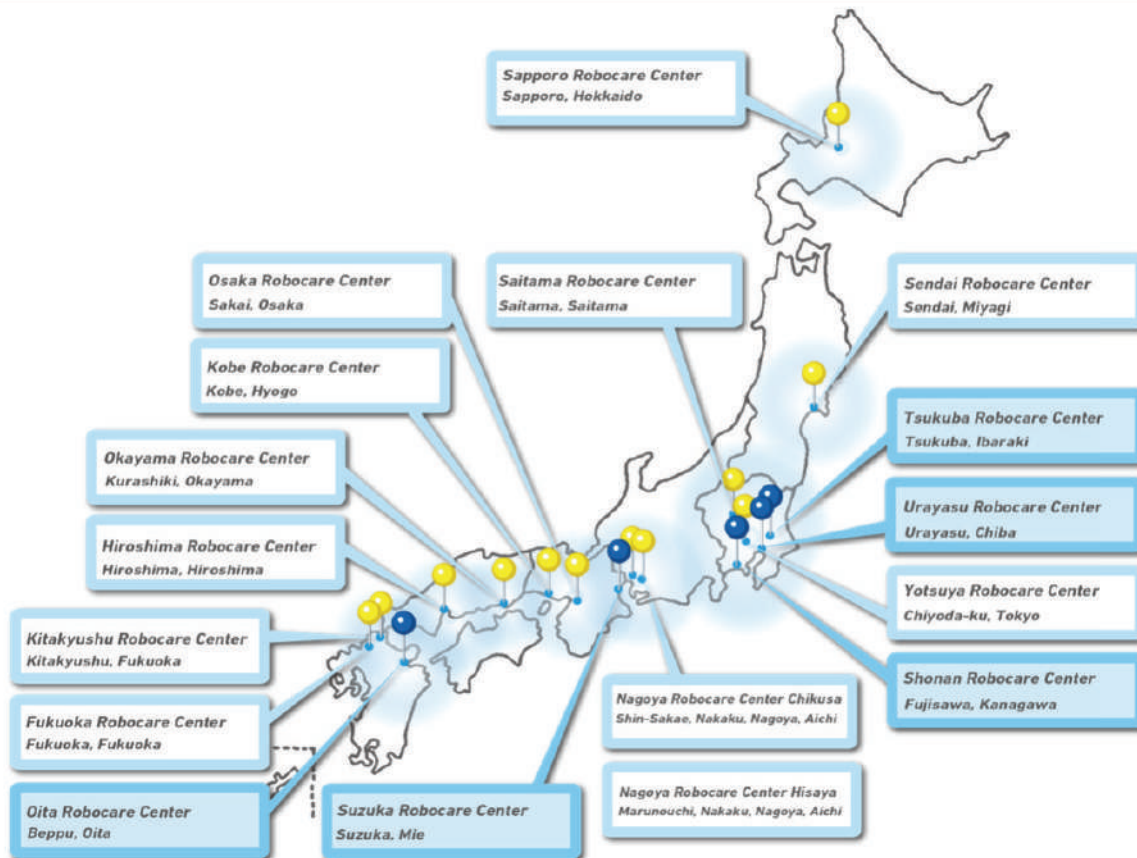 Sapporo Robocare Center
Sapporo, Hokkaido
Osaka Robocare Center
Sakai, Osaka
Saitama Robocare Center
Saitama, Saitama
Sendai Robocare Center
Sendai, Miyagi
Kobe Robocare Center
Kobe, Hyogo
Tsukuba Robocare Center
Tsukuba, Ibaraki
Okayama Robocare Center
Kurashiki, Okayama
Urayasu Robocare Center
Urayasu, Chiba
Hiroshima Robocare Center
Hiroshima, Hiroshima
Yotsuya Robocare Center
Chiyoda-ku, Tokyo
Kitakyushu Robocare Center
Kitakyushu, Fukuoka
Shonan Robocare Center
Fujisawa, Kanagawa
Nagoya Robocare Center Chikusa
Shin-Sakae, Nakaku, Nagoya, Aichi
Fukuoka Robocare Center
Fukuoka, Fukuoka
Nagoya Robocare Center Hisaya
Marunouchi, Nakaku, Nagoya, Aichi
Oita Robocare Center
Beppu, Oita
Suzuka Robocare Center
Suzuka, Mie